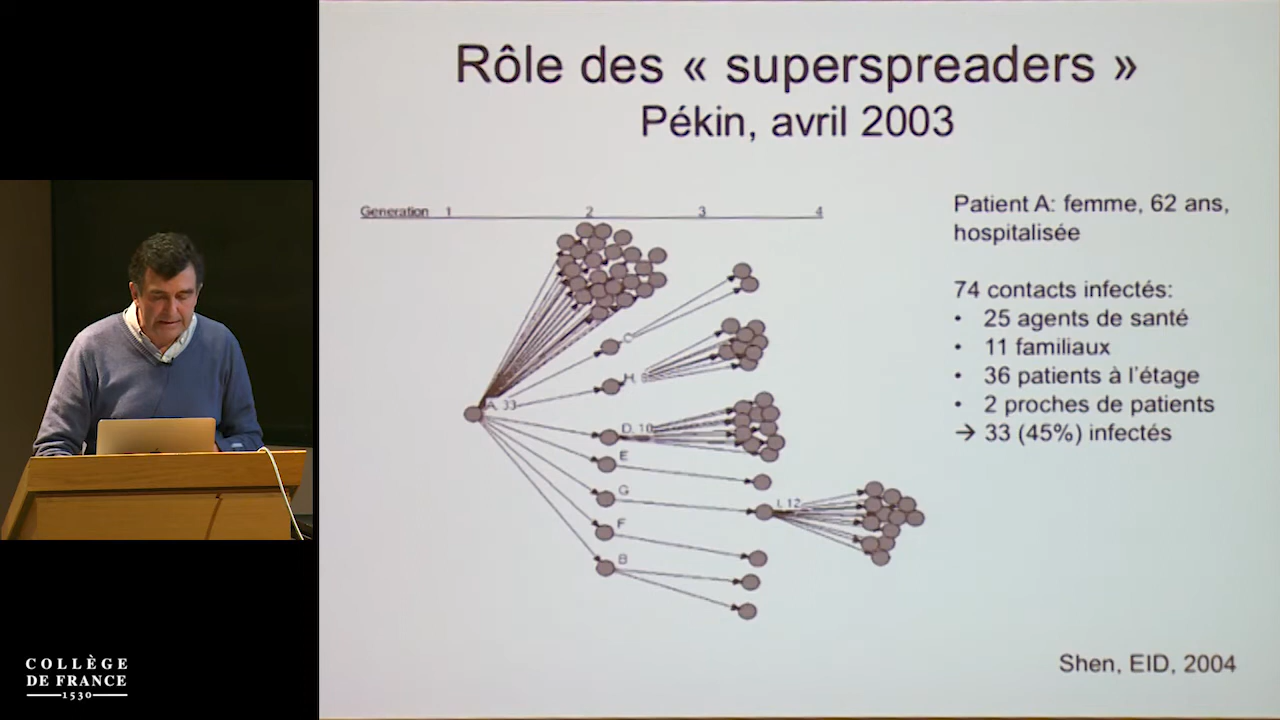 Rôle des « superspreaders »
Pékin, avril 2003
Generation 1 2 3 4
Patient A: femme, 62 ans,
hospitalisée
74 contacts infectés:
• 25 agents de santé
• 11 familiaux
• 36 patients à l'étage
• 2 proches de patients
→ 33 (45%) infectés
C
A, 33
D, 10
E
G
I, 12
F
B
Shen, EID, 2004
COLLÈGE
DE FRANCE
1530